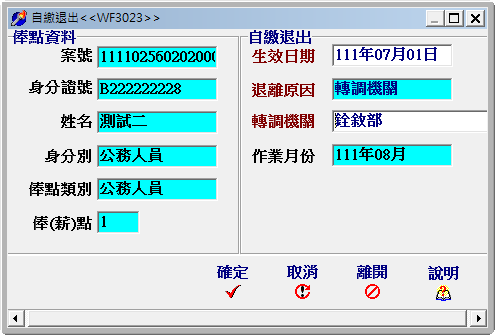 自繳退出<<WF3023>>
俸點資料
案號 111102560202000
身分證號 B222222228
姓名 測試二
身分別 公務人員
俸點類別 公務人員
俸(薪)點 1
自繳退出
生效日期 111年07月01日
退離原因 轉調機關
轉調機關 銓敘部
作業月份 111年08月
確定 取消 離開 說明